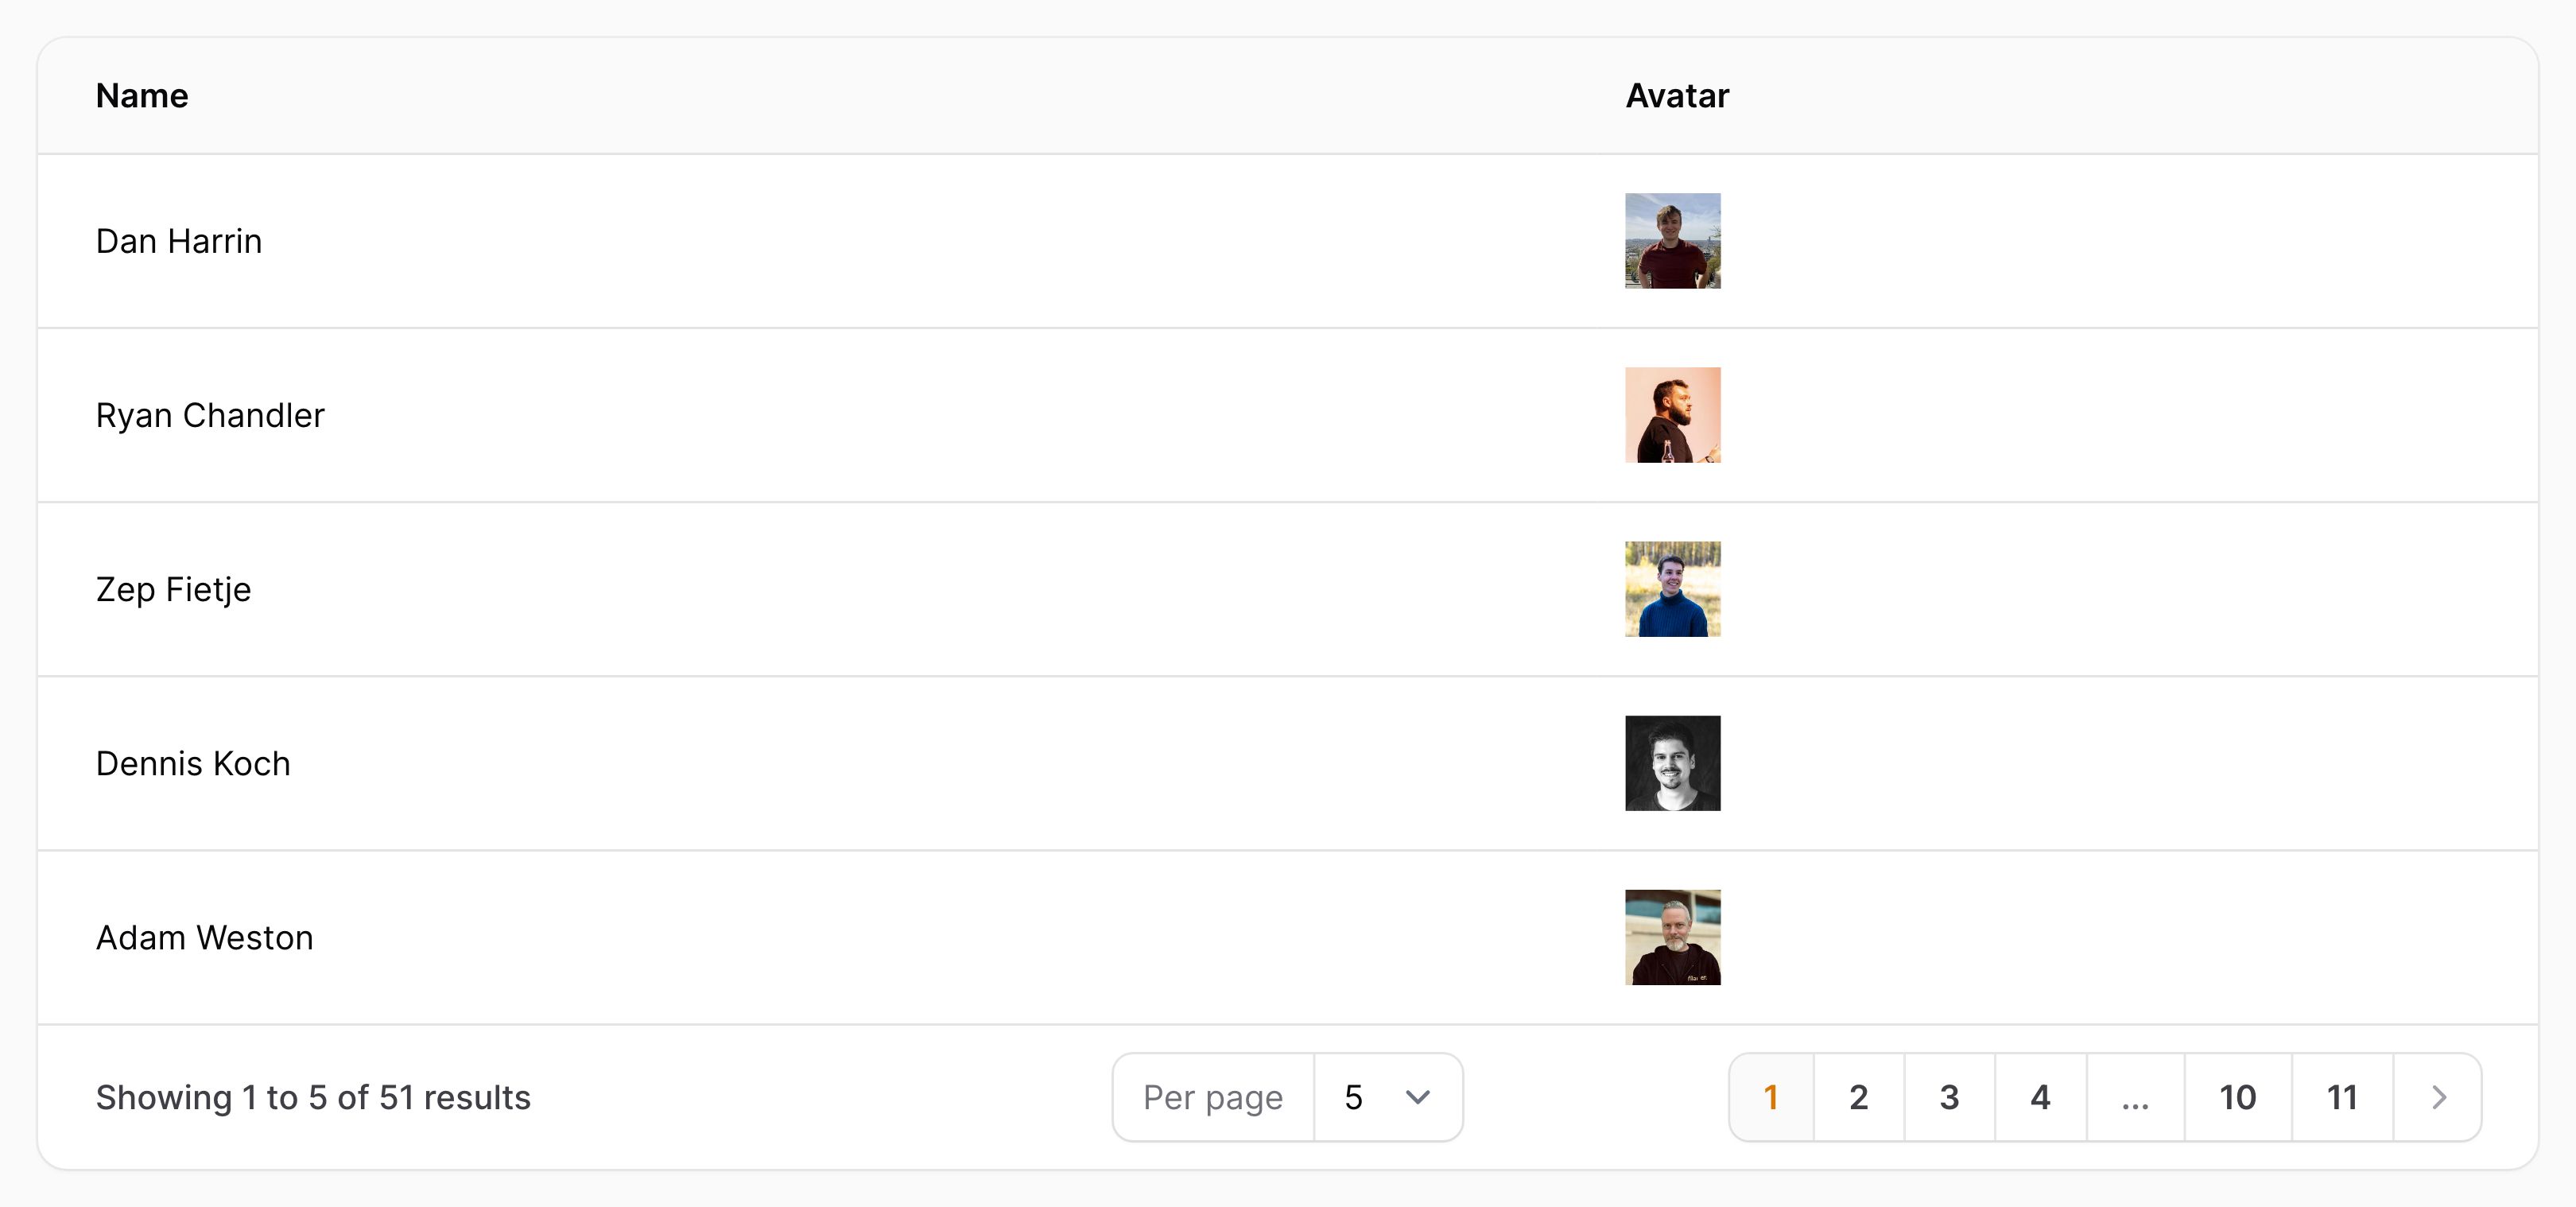 Name Avatar
Dan Harrin
Ryan Chandler
Zep Fietje
Dennis Koch
Adam Weston
Showing 1 to 5 of 51 results Per page 5 1 2 3 4 ... 10 11